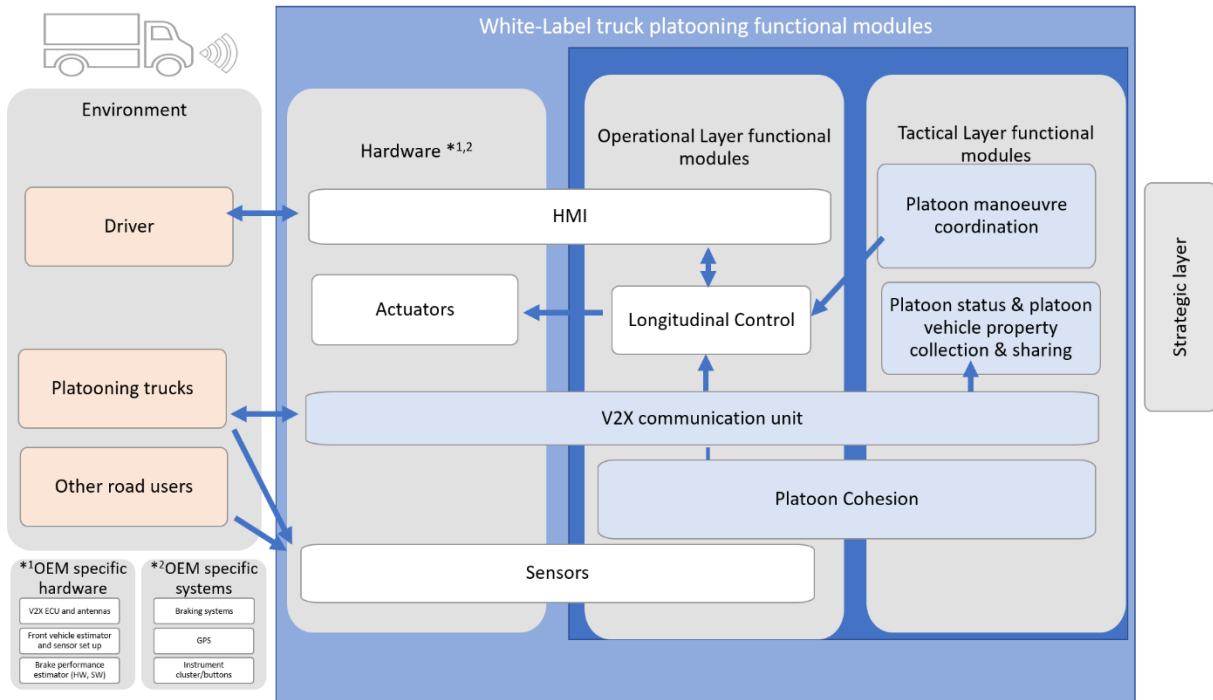 White-Label truck platooning functional modules
Environment
Driver
Platooning trucks
Other road users
*1OEM specific
hardware
V2X ECU and antennas
Front vehicle estimator
and sensor set up
Brake performance
estimator (HW, SW)
*2OEM specific
systems
Braking systems
GPS
Instrument
cluster/buttons
Hardware *1,2
Operational Layer functional
modules
Tactical Layer functional
modules
HMI
Actuators
Longitudinal Control
Platoon manoeuvre
coordination
Platoon status & platoon
vehicle property
collection & sharing
V2X communication unit
Platoon Cohesion
Sensors
Strategic layer